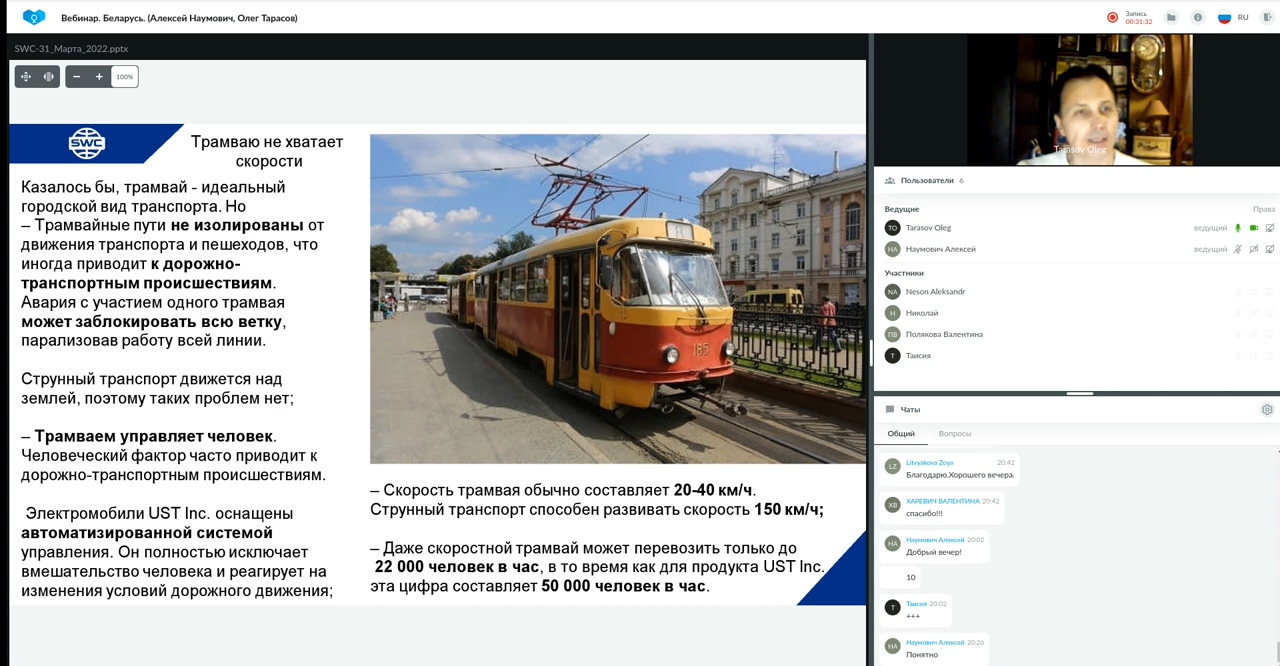 Вебинар. Беларусь. (Алексей Наумович, Олег Тарасов)
Запись
00:31:32
RU
SWC-31_Марта_2022.pptx
100%
SWC
Трамваю не хватает
скорости
Казалось бы, трамвай - идеальный
городской вид транспорта. Но
– Трамвайные пути не изолированы от
движения транспорта и пешеходов, что
иногда приводит к дорожно-
транспортным происшествиям.
Авария с участием одного трамвая
может заблокировать всю ветку,
парализовав работу всей линии.
Струнный транспорт движется над
землей, поэтому таких проблем нет;
– Трамваем управляет человек.
Человеческий фактор часто приводит к
дорожно-транспортным происшествиям.
Электромобили UST Inc. оснащены
автоматизированной системой
управления. Он полностью исключает
вмешательство человека и реагирует на
изменения условий дорожного движения;
185
– Скорость трамвая обычно составляет 20-40 км/ч.
Струнный транспорт способен развивать скорость 150 км/ч;
– Даже скоростной трамвай может перевозить только до
22 000 человек в час, в то время как для продукта UST Inc.
эта цифра составляет 50 000 человек в час.
Tarasov Oleg
Пользователи 6
Ведущие Права
TO Tarasov Oleg ведущий
НА Наумович Алексей ведущий
Участники
NA Neson Aleksandr
Н Николай
ПВ Полякова Валентина
Т Таисия
Чаты
Общий Вопросы
LZ Litvyakova Zoya 20:42
Благодарю.Хорошего вечера.
ХВ ХАРЕВИЧ ВАЛЕНТИНА 20:42
спасибо!!!
НА Наумович Алексей 20:02
Добрый вечер!
10
Т Таисия 20:02
+++
НА Наумович Алексей 20:26
Понятно